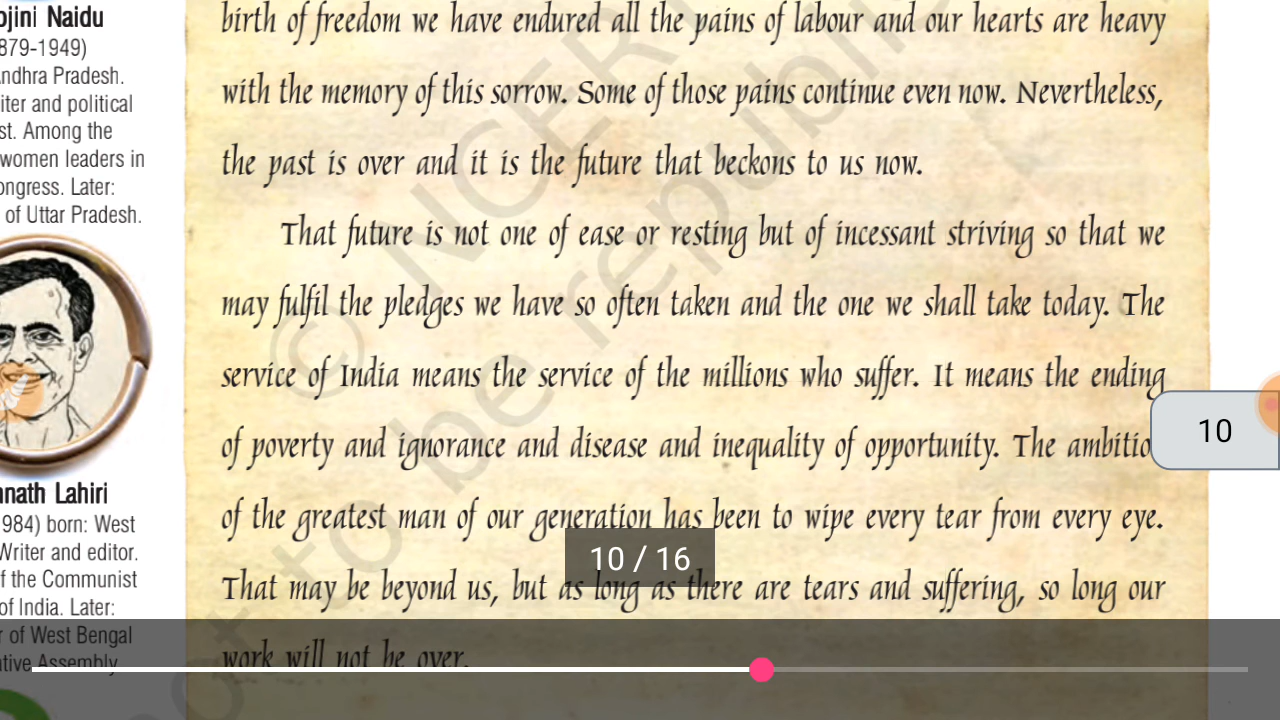 ojini Naidu
879-1949)
Andhra Pradesh.
iter and political
st. Among the
women leaders in
ongress. Later:
of Uttar Pradesh.
nnath Lahiri
984) born: West
Writer and editor.
f the Communist
of India. Later:
r of West Bengal
ative Assembly
birth of freedom we have endured all the pains of labour and our hearts are heavy
with the memory of this sorrow. Some of those pains continue even now. Nevertheless,
the past is over and it is the future that beckons to us now.
That future is not one of ease or resting but of incessant striving so that we
may fulfil the pledges we have so often taken and the one we shall take today. The
service of India means the service of the millions who suffer. It means the ending
of poverty and ignorance and disease and inequality of opportunity. The ambitio
of the greatest man of our generation has been to wipe every tear from every eye.
That may be beyond us, but as long as there are tears and suffering, so long our
work will not be over.
© NCER
not to be republi
10
10 / 16